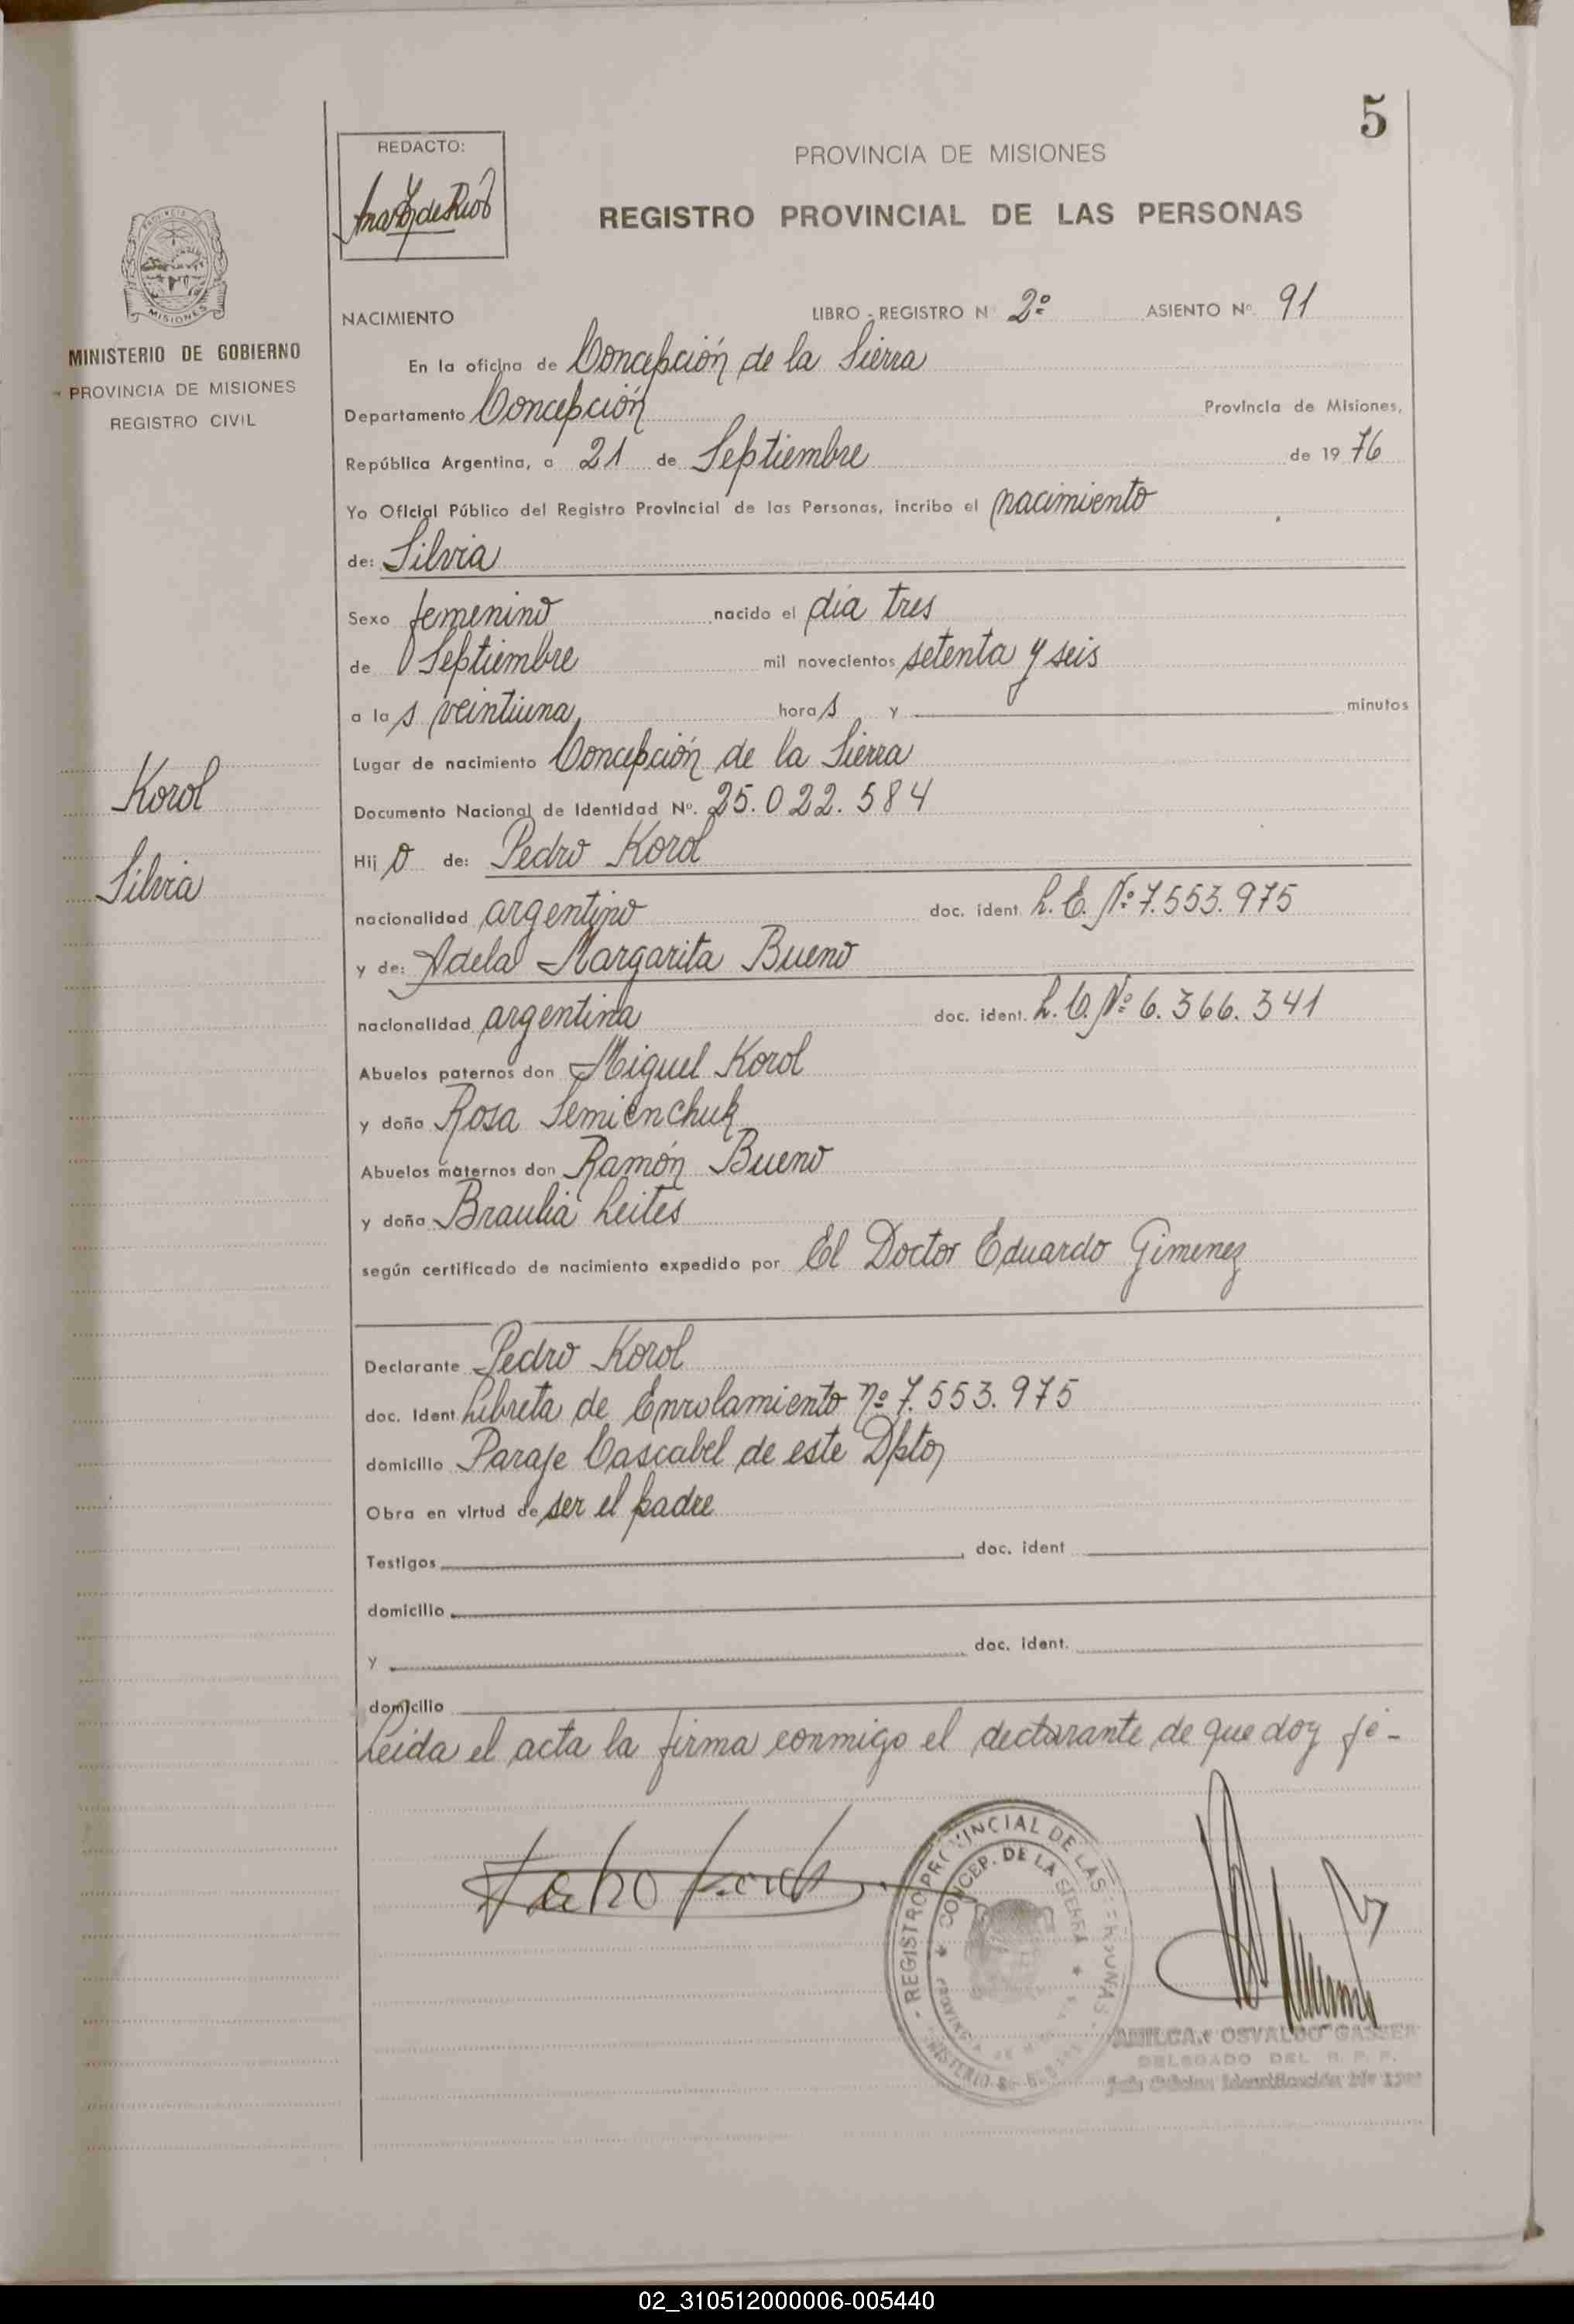 5
REDACTO:
PROVINCIA DE MISIONES
REGISTRO PROVINCIAL DE LAS PERSONAS
MISIONES
MINISTERIO DE GOBIERNO
PROVINCIA DE MISIONES
REGISTRO CIVIL
NACIMIENTO LIBRO - REGISTRO N 2º ASIENTO Nº 91
En la oficina de Concepción de la Sierra
Departamento Concepción Provincia de Misiones,
República Argentina, a 21 de Septiembre de 1976
Yo Oficial Público del Registro Provincial de las Personas, incribo el nacimiento
de: Silvia
Sexo femenino nacido el día tres
de Septiembre mil novecientos setenta y seis
a las veintiuna horas y minutos
Lugar de nacimiento Concepción de la Sierra
Documento Nacional de Identidad Nº. 25.022.584
Korol
Silvia
Hijo de: Pedro Korol
nacionalidad argentino doc. ident. L.E. Nº 7.553.975
y de: Adela Margarita Bueno
nacionalidad argentina doc. ident. L.C. Nº 6.366.341
Abuelos paternos don Miguel Korol
y doña Rosa Semienchuk
Abuelos maternos don Ramón Bueno
y doña Braulia Leites
según certificado de nacimiento expedido por El Doctor Eduardo Gimenez
Declarante Pedro Korol
doc. Ident. Libreta de Enrolamiento nº 7.553.975
domicilio Paraje Cascabel de este Dpto,
Obra en virtud de ser el padre
Testigos doc. ident
domicilio
y doc. ident.
domicilio
Leida el acta la firma conmigo el declarante de que doy fé-
- REGISTRO PROVINCIAL DE LAS PERSONAS -
CONCEP. DE LA SIERRA
AMILCAR OSVALDO GASSER
DELEGADO DEL R. P. P.
02_310512000006-005440